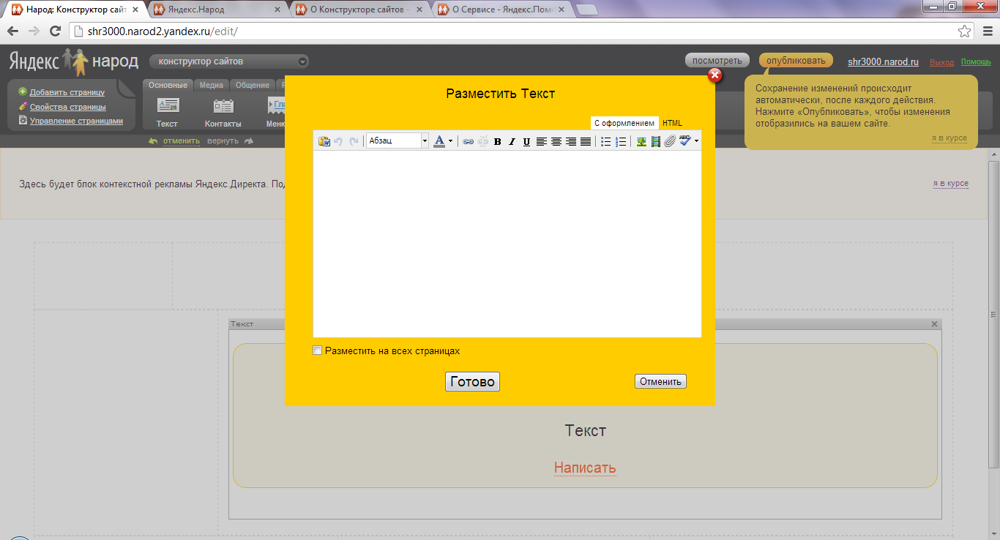 Народ: Конструктор сайт
Яндекс.Народ
О Конструкторе сайтов -
О Сервисе - Яндекс.Пом
shr3000.narod2.yandex.ru/edit/
Яндекс народ
конструктор сайтов
посмотреть
опубликовать
shr3000.narod.ru
Выход
Помощь
Добавить страницу
Свойства страницы
Управление страницами
Основные
Медиа
Общение
Текст
Контакты
Гла
Меню
отменить
вернуть
Сохранение изменений происходит
автоматически, после каждого действия.
Нажмите «Опубликовать», чтобы изменения
отобразились на вашем сайте.
я в курсе
Здесь будет блок контекстной рекламы Яндекс.Директа.
я в курсе
Разместить Текст
С оформлением
HTML
Абзац
A
B
I
U
ABC
Разместить на всех страницах
Готово
Отменить
Текст
Текст
Написать